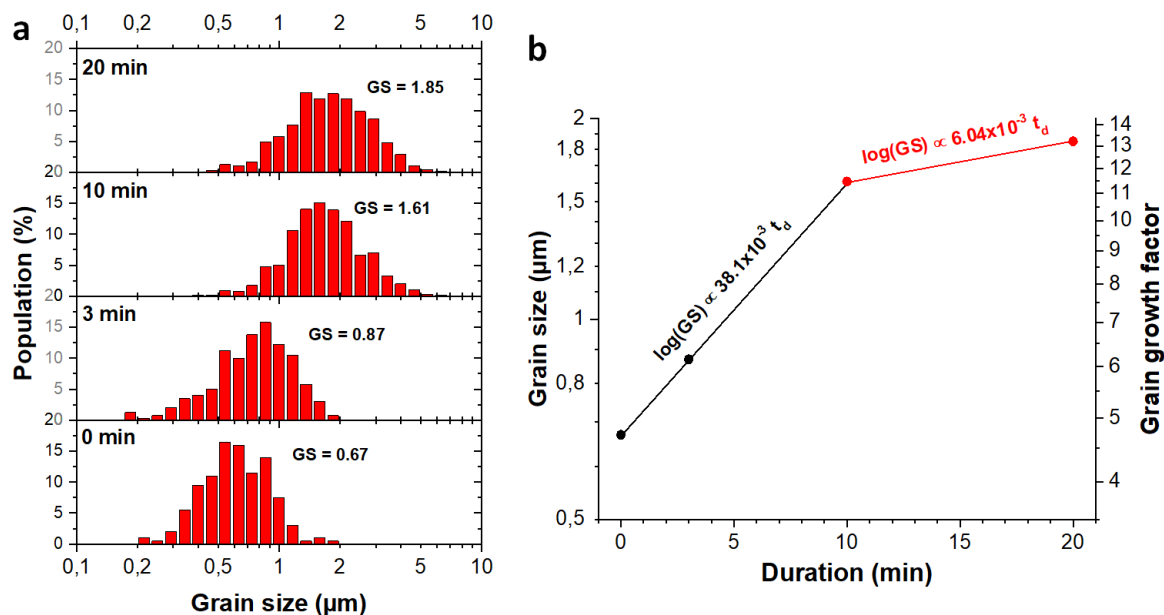 a
0,1 0,2 0,5 1 2 5 10
Population (%)
20
15
10
5
20 min
GS = 1.85
20
15
10
5
10 min
GS = 1.61
20
15
10
5
3 min
GS = 0.87
20
15
10
5
0
0 min
GS = 0.67
0,1 0,2 0,5 1 2 5 10
Grain size (µm)
b
Grain size (µm)
2
1,8
1,5
1,2
1
0,8
0,5
log(GS) ∝ 38.1x10⁻³ t_d
log(GS) ∝ 6.04x10⁻³ t_d
14
13
12
11
10
9
8
7
6
5
4
Grain growth factor
0 5 10 15 20
Duration (min)